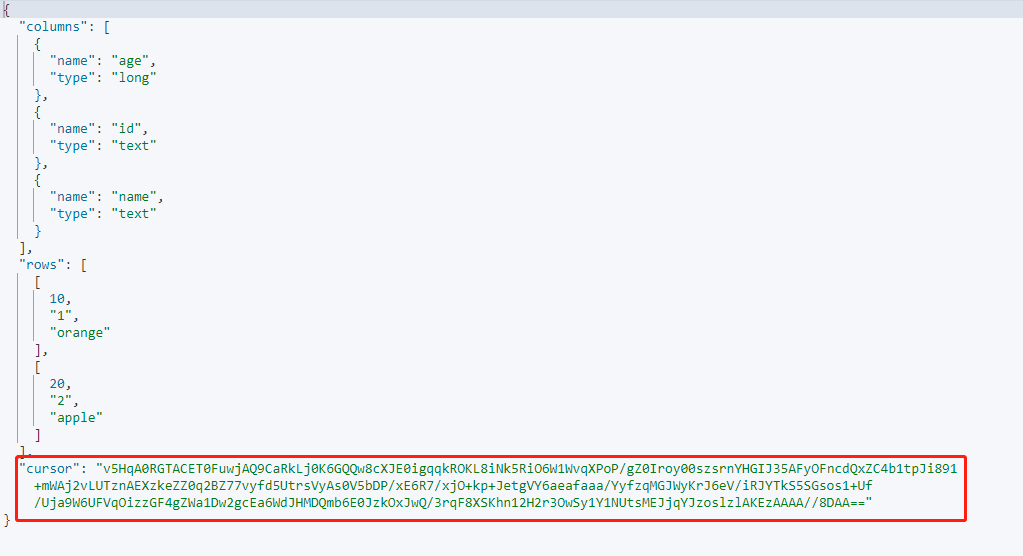 {
"columns": [
{
"name": "age",
"type": "long"
},
{
"name": "id",
"type": "text"
},
{
"name": "name",
"type": "text"
}
],
"rows": [
[
10,
"1",
"orange"
],
[
20,
"2",
"apple"
]
],
"cursor": "v5HqA0RGTACET0FuwjAQ9CaRkLj0K6GQQw8cXJE0igqqkROKL8iNk5RiO6W1WvqXPoP/gZ0Iroy00szsrnYHGIJ35AFyOFncdQxZC4b1tpJi891
+mWAj2vLUTznAEXzkeZZ0q2BZ77vyfd5UtrsVyAs0V5bDP/xE6R7/xjO+kp+JetgVY6aeafaaa/YyfzqMGJWyKrJ6eV/iRJYTkS5SGsos1+Uf
/Uja9W6UFVqOizzGF4gZWa1Dw2gcEa6WdJHMDQmb6E0JzkOxJwQ/3rqF8XSKhn12H2r3OwSy1Y1NUtsMEJjqYJzoslzlAKEzAAAA//8DAA=="
}